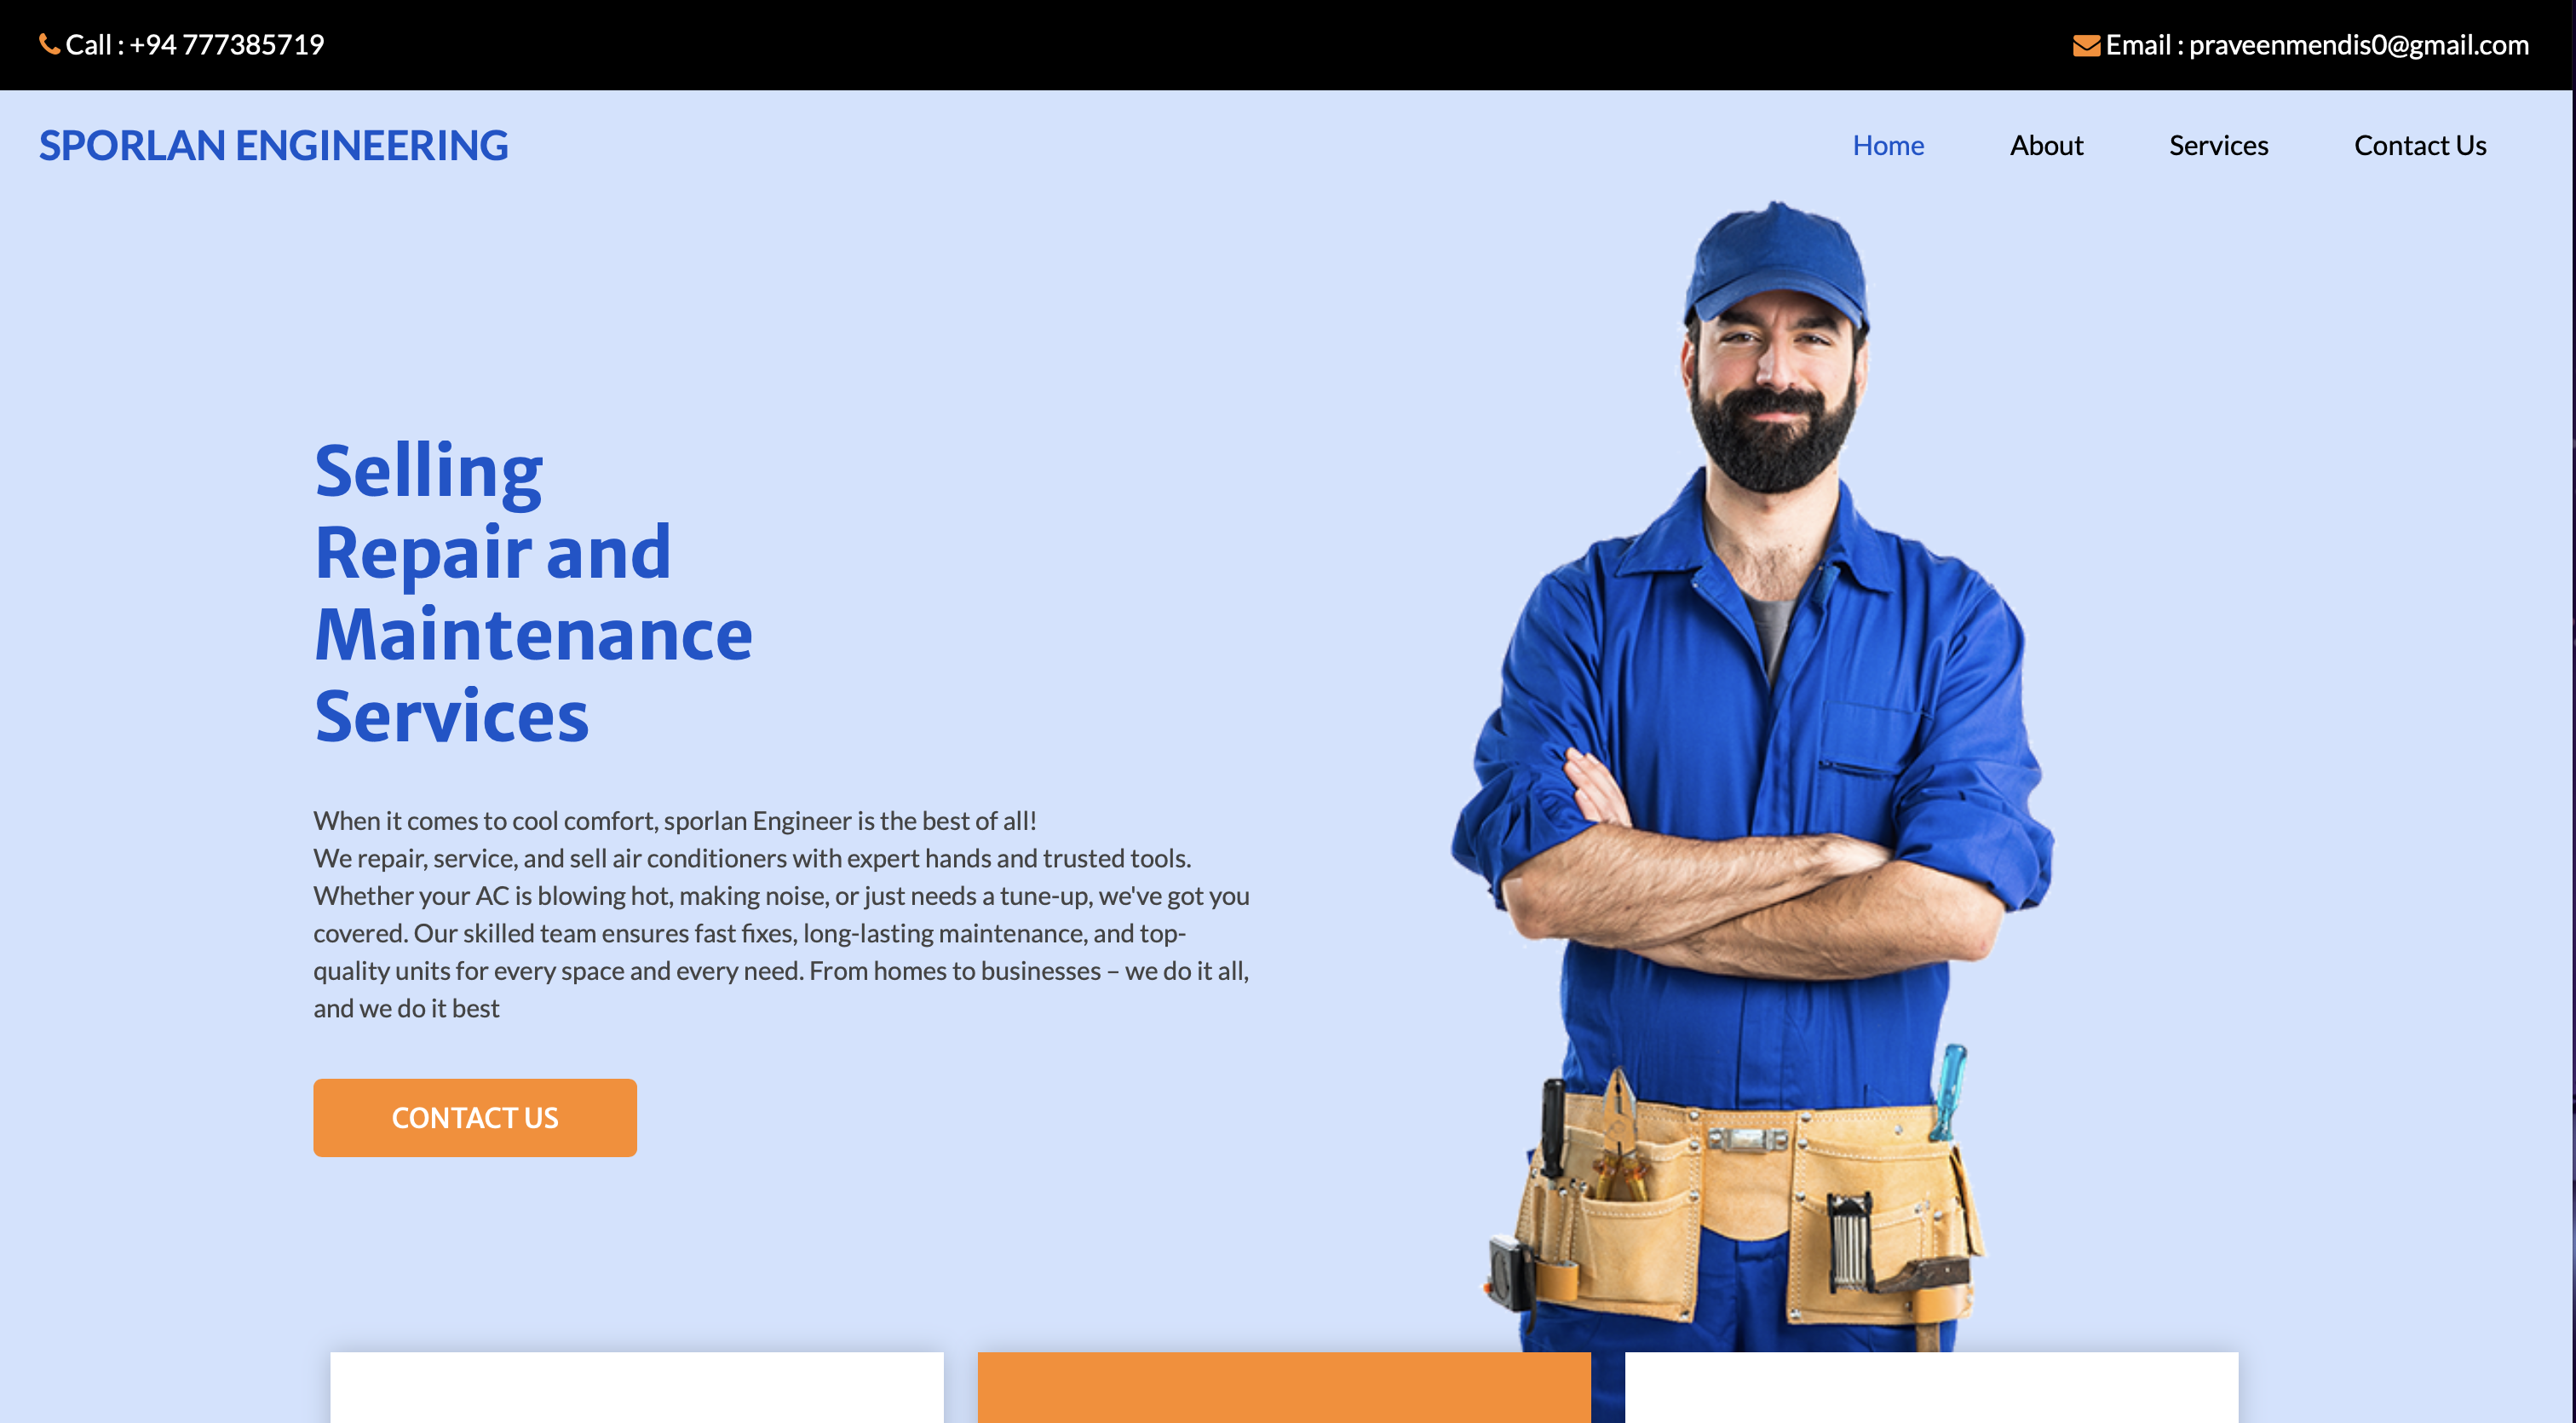 Call : +94 777385719
Email : praveenmendis0@gmail.com
SPORLAN ENGINEERING
Home
About
Services
Contact Us
Selling
Repair and
Maintenance
Services
When it comes to cool comfort, sporlan Engineer is the best of all!
We repair, service, and sell air conditioners with expert hands and trusted tools.
Whether your AC is blowing hot, making noise, or just needs a tune-up, we've got you
covered. Our skilled team ensures fast fixes, long-lasting maintenance, and top-
quality units for every space and every need. From homes to businesses – we do it all,
and we do it best
CONTACT US